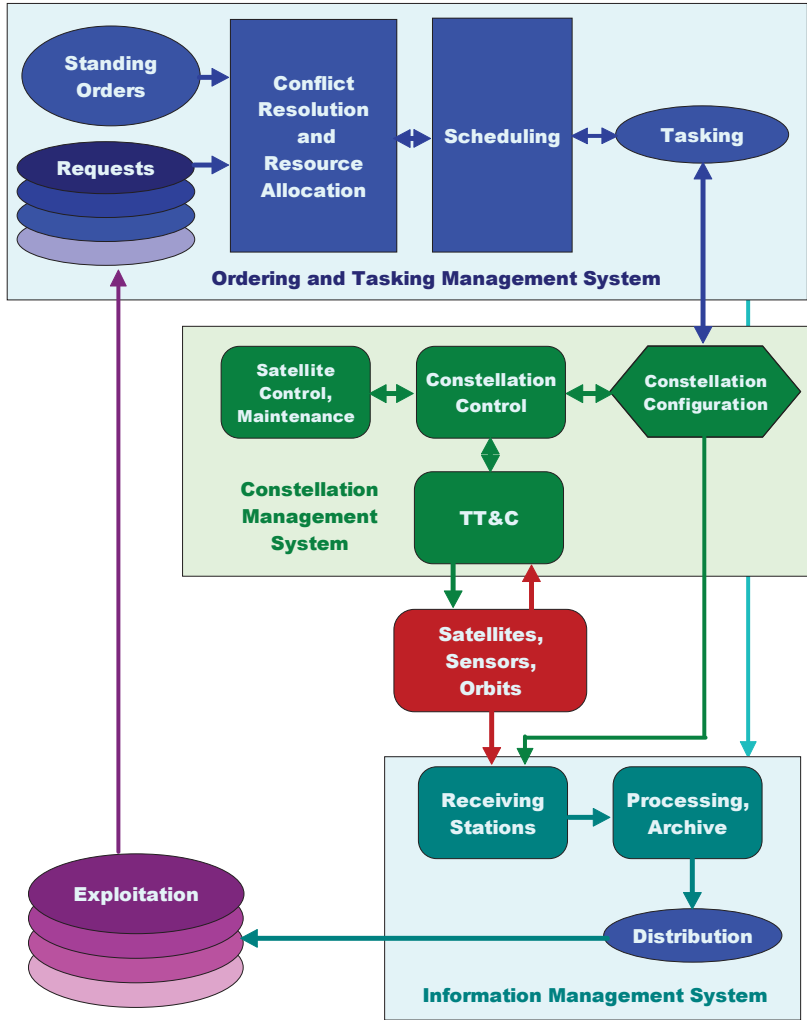 Standing
Orders
Requests
Conflict
Resolution
and
Resource
Allocation
Scheduling
Tasking
Ordering and Tasking Management System
Satellite
Control,
Maintenance
Constellation
Control
Constellation
Configuration
Constellation
Management
System
TT&C
Satellites,
Sensors,
Orbits
Receiving
Stations
Processing,
Archive
Exploitation
Distribution
Information Management System